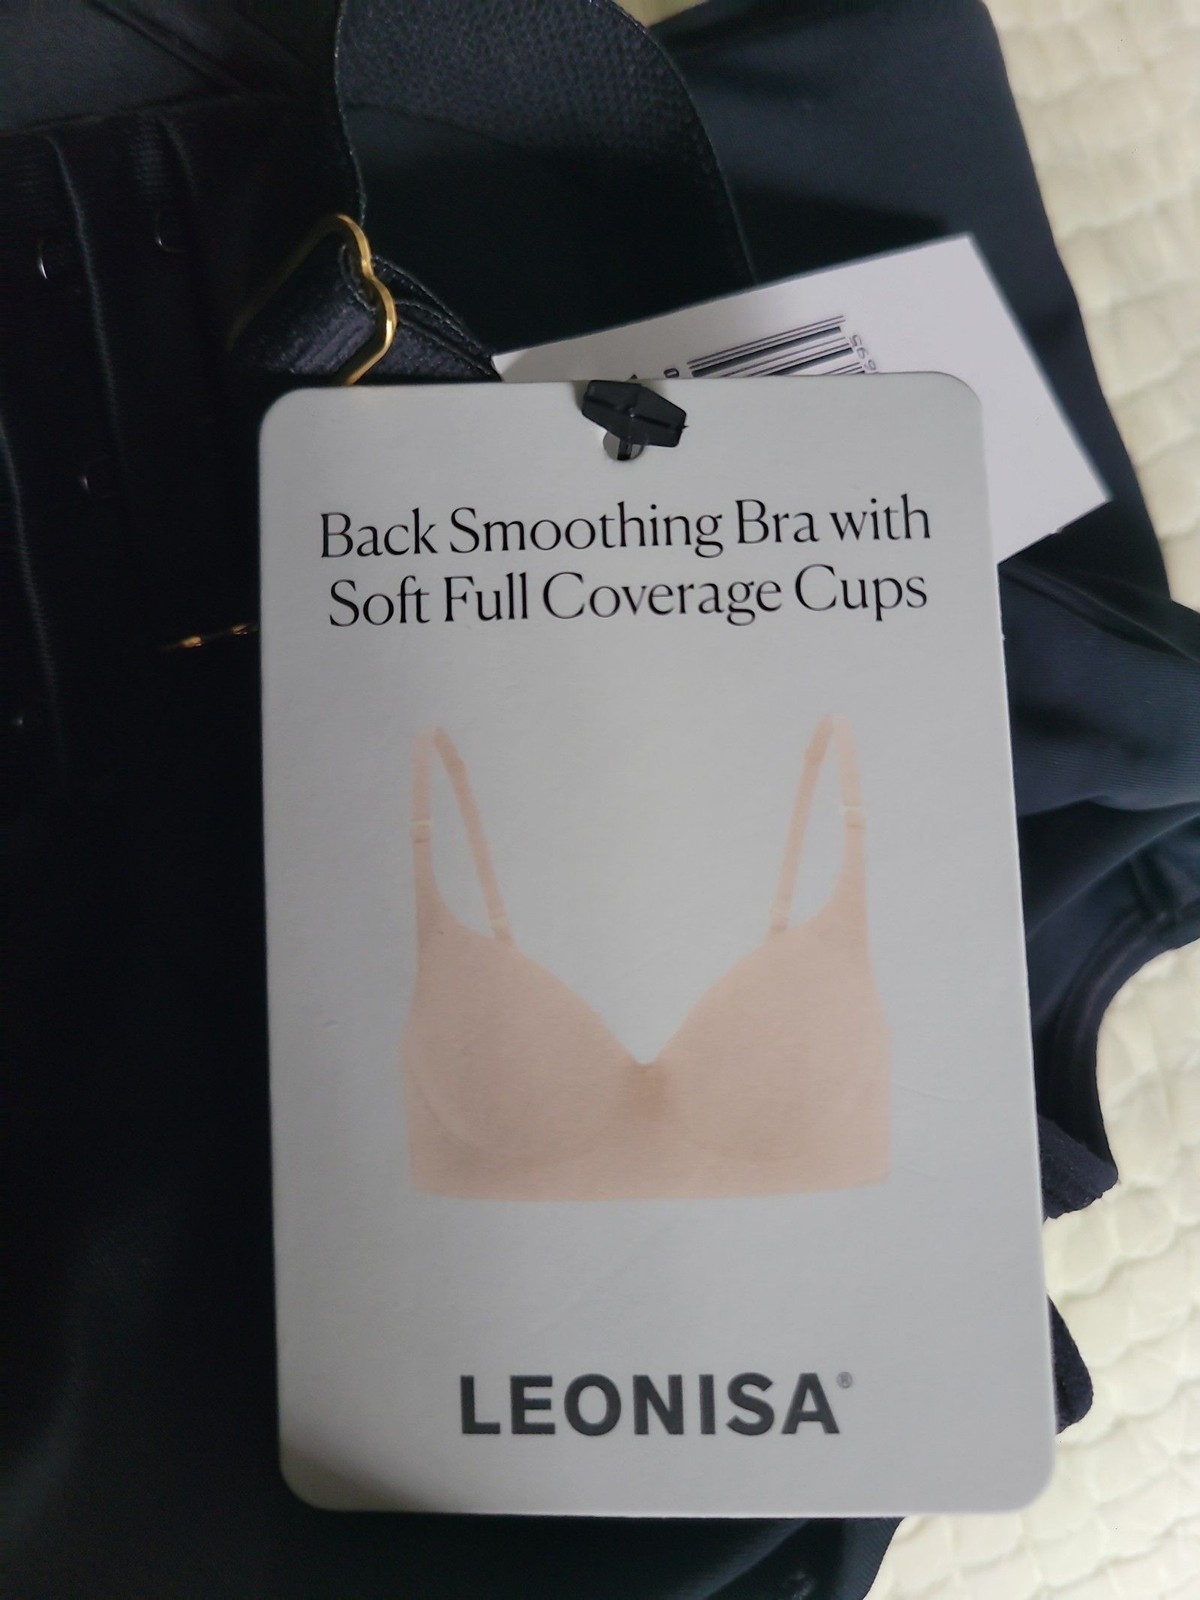 Back Smoothing Bra with
Soft Full Coverage Cups
LEONISA®